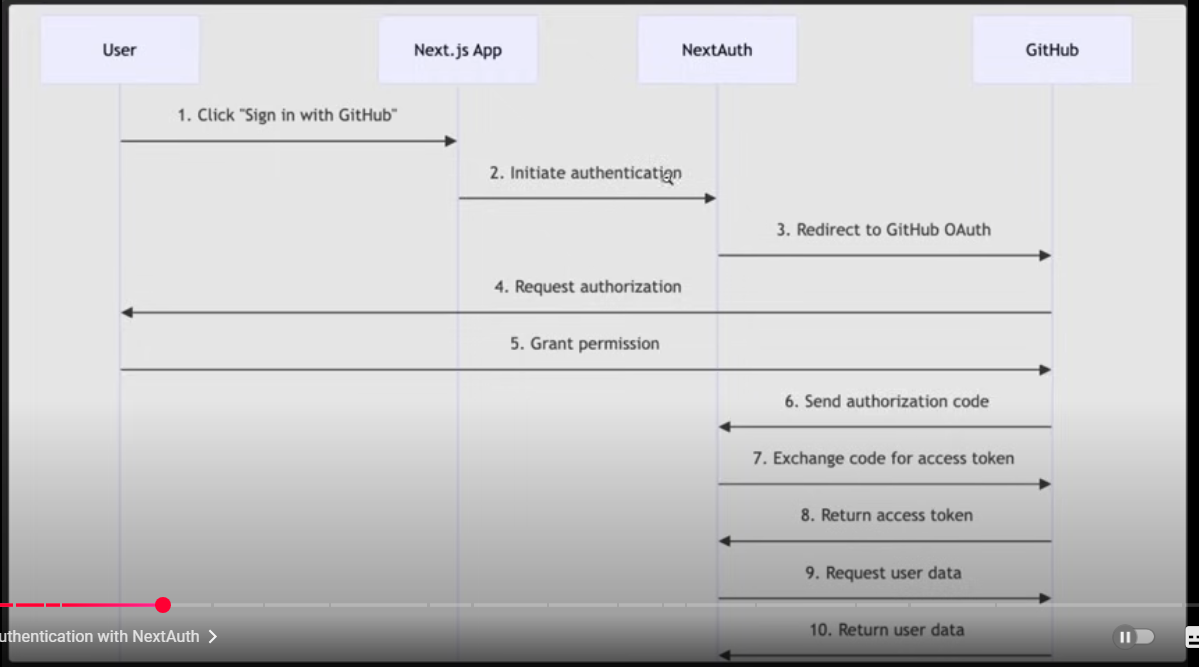 User
Next.js App
NextAuth
GitHub
1. Click "Sign in with GitHub"
2. Initiate authentication
3. Redirect to GitHub OAuth
4. Request authorization
5. Grant permission
6. Send authorization code
7. Exchange code for access token
8. Return access token
9. Request user data
10. Return user data
uthentication with NextAuth